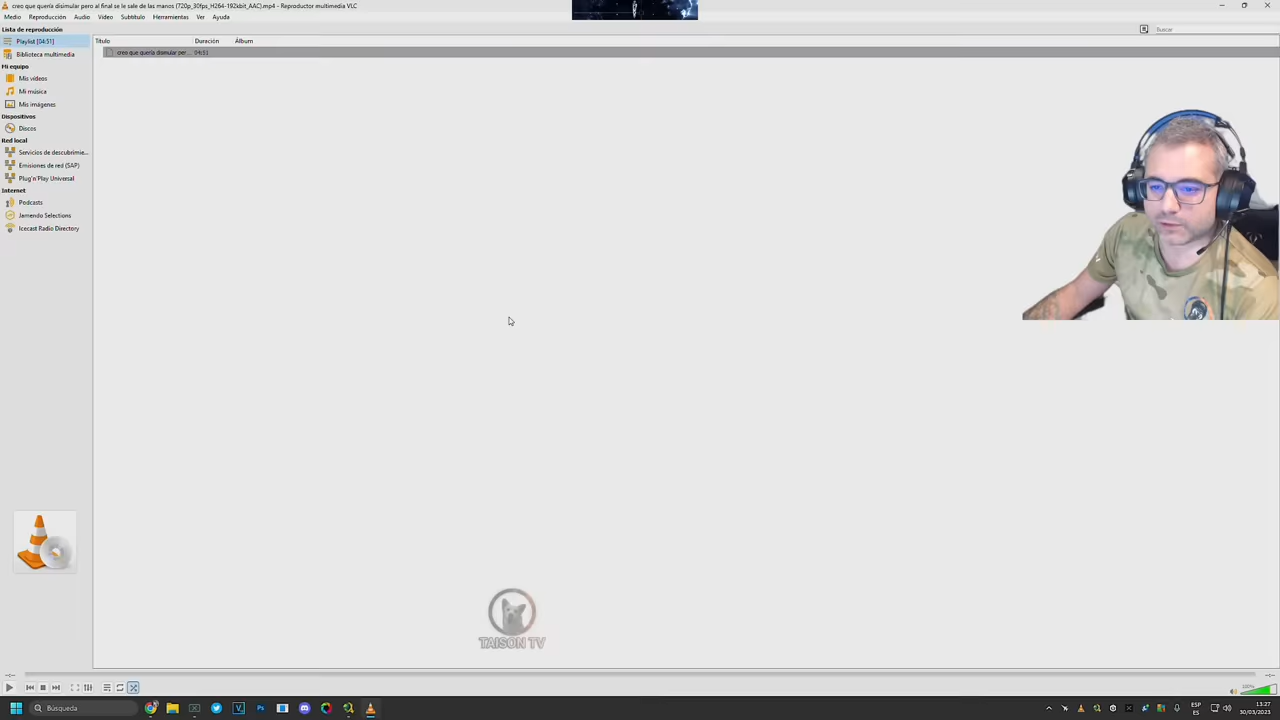 creo que quería disimular pero al final se le sale de las manos (720p_30fps_H264-192kbit_AAC).mp4 - Reproductor multimedia VLC
Medio Reproducción Audio Video Subtítulo Herramientas Ver Ayuda
Lista de reproducción
Buscar
Playlist [04:51]
Título Duración Álbum
creo que quería disimular per... 04:51
Biblioteca multimedia
Mi equipo
Mis vídeos
Mi música
Mis imágenes
Dispositivos
Discos
Red local
Servicios de descubrimie...
Emisiones de red (SAP)
Plug'n'Play Universal
Internet
Podcasts
Jamendo Selections
Icecast Radio Directory
TAISON TV
--:--
--:--
100%
Búsqueda
ESP
ES
13:27
30/03/2023